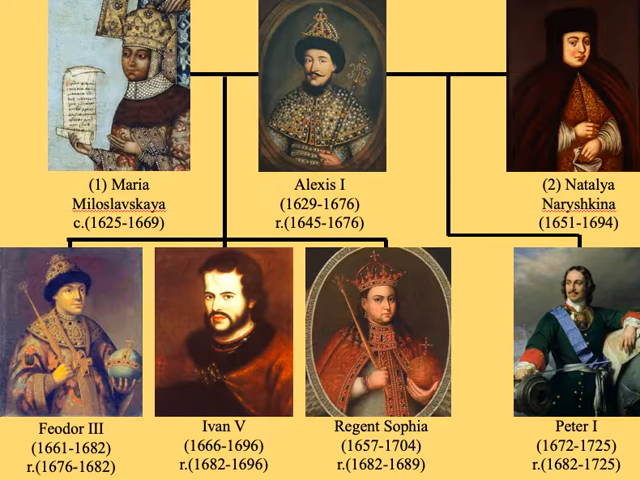 (1) Maria
Miloslavskaya
c.(1625-1669)
Alexis I
(1629-1676)
r.(1645-1676)
(2) Natalya
Naryshkina
(1651-1694)
Feodor III
(1661-1682)
r.(1676-1682)
Ivan V
(1666-1696)
r.(1682-1696)
Regent Sophia
(1657-1704)
r.(1682-1689)
Peter I
(1672-1725)
r.(1682-1725)